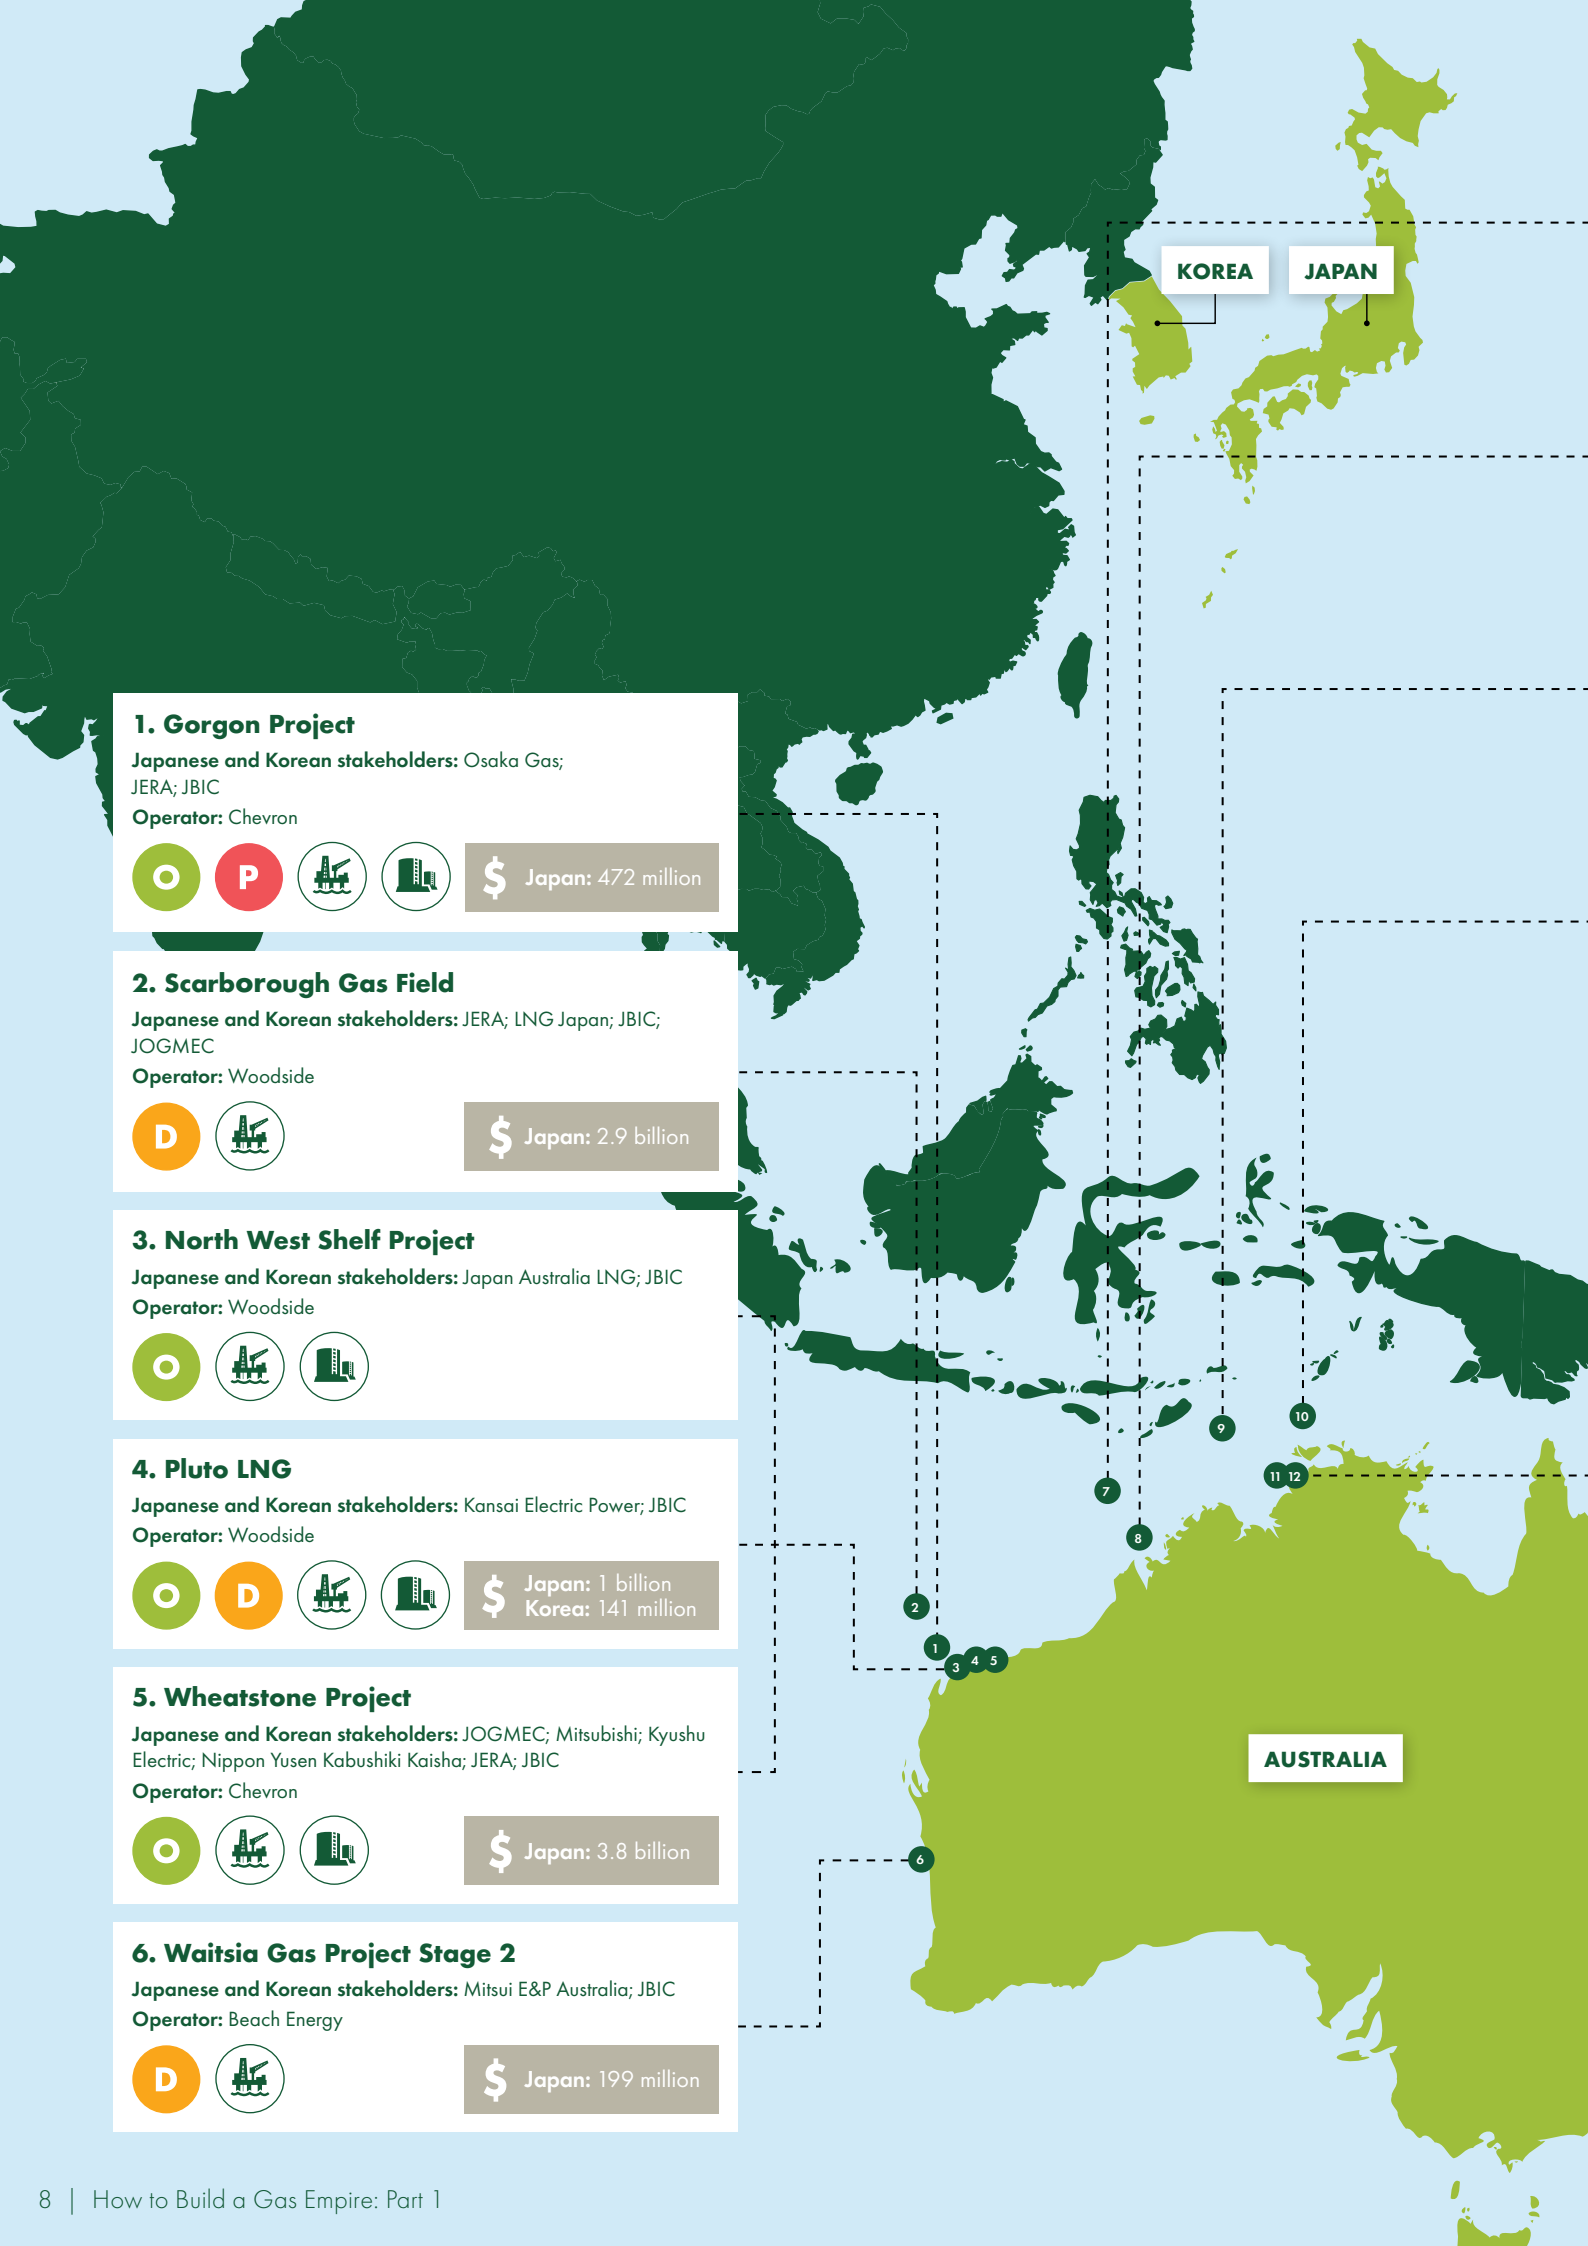 KOREA
JAPAN
1. Gorgon Project
Japanese and Korean stakeholders: Osaka Gas;
JERA; JBIC
Operator: Chevron
O
P
$
Japan: 472 million
2. Scarborough Gas Field
Japanese and Korean stakeholders: JERA; LNG Japan; JBIC;
JOGMEC
Operator: Woodside
D
$
Japan: 2.9 billion
3. North West Shelf Project
Japanese and Korean stakeholders: Japan Australia LNG; JBIC
Operator: Woodside
O
4. Pluto LNG
Japanese and Korean stakeholders: Kansai Electric Power; JBIC
Operator: Woodside
O
D
$
Japan: 1 billion
Korea: 141 million
5. Wheatstone Project
Japanese and Korean stakeholders: JOGMEC; Mitsubishi; Kyushu
Electric; Nippon Yusen Kabushiki Kaisha; JERA; JBIC
Operator: Chevron
O
$
Japan: 3.8 billion
6. Waitsia Gas Project Stage 2
Japanese and Korean stakeholders: Mitsui E&P Australia; JBIC
Operator: Beach Energy
D
$
Japan: 199 million
10
9
11
12
7
8
2
1
3
4
5
AUSTRALIA
6
8 | How to Build a Gas Empire: Part 1